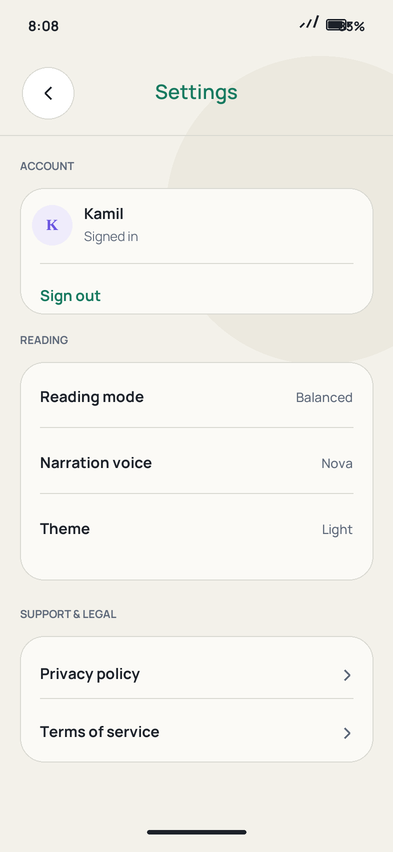 8:08
85%
Settings
ACCOUNT
K
Kamil
Signed in
Sign out
READING
Reading mode
Balanced
Narration voice
Nova
Theme
Light
SUPPORT & LEGAL
Privacy policy
Terms of service